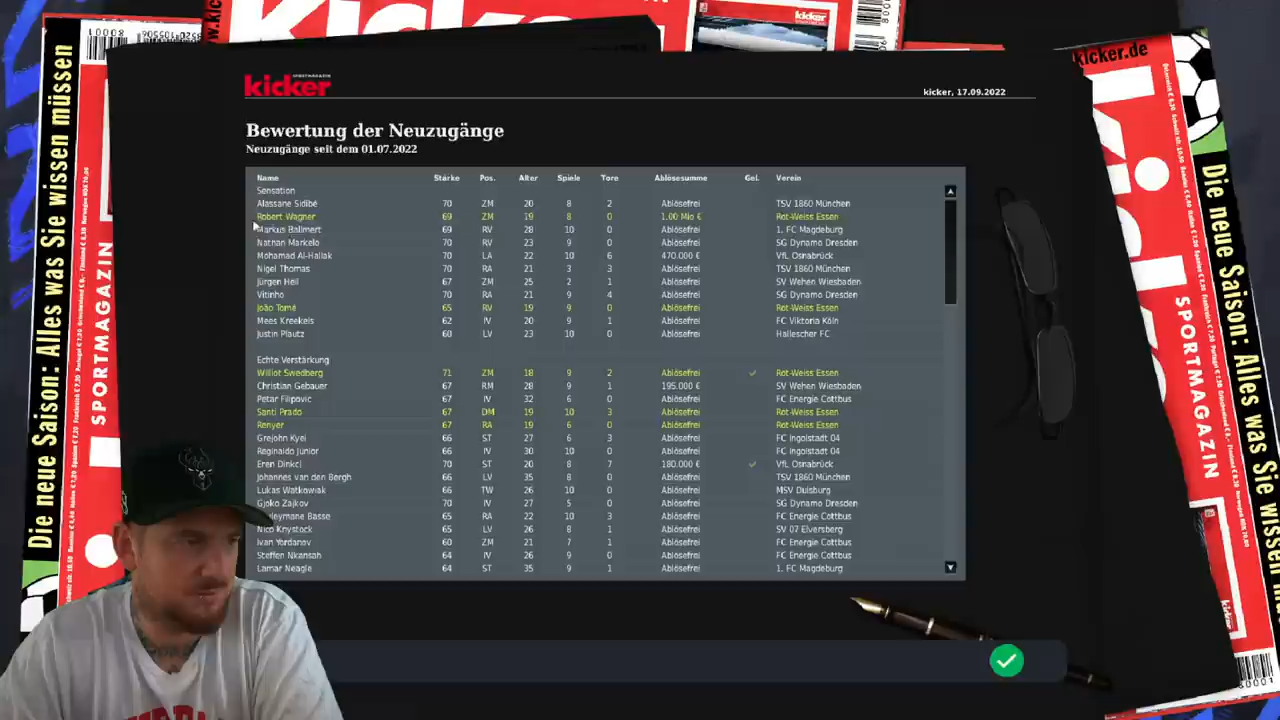 kicker
kicker.de
Die neue Saison: Alles was Sie wissen müssen
SPORTMAGAZIN
kicker
kicker, 17.09.2022
Bewertung der Neuzugänge
Neuzugänge seit dem 01.07.2022
Name Stärke Pos. Alter Spiele Tore Ablösesumme Gel. Verein
Sensation
Alassane Sidibé 70 ZM 20 8 2 Ablösefrei TSV 1860 München
Robert Wagner 69 ZM 19 8 0 1.00 Mio € Rot-Weiss Essen
Markus Ballmert 69 RV 28 10 0 Ablösefrei 1. FC Magdeburg
Nathan Markelo 70 RV 23 9 0 Ablösefrei SG Dynamo Dresden
Mohamad Al-Hallak 70 LA 22 10 6 470.000 € VfL Osnabrück
Nigel Thomas 70 RA 21 3 3 Ablösefrei TSV 1860 München
Jürgen Heil 67 ZM 25 2 1 Ablösefrei SV Wehen Wiesbaden
Vitinho 70 RA 21 9 4 Ablösefrei SG Dynamo Dresden
João Tomé 65 RV 19 9 0 Ablösefrei Rot-Weiss Essen
Mees Kreekels 62 IV 20 9 1 Ablösefrei FC Viktoria Köln
Justin Plautz 60 LV 23 10 0 Ablösefrei Hallescher FC
Echte Verstärkung
Williot Swedberg 71 ZM 18 9 2 Ablösefrei ✓ Rot-Weiss Essen
Christian Gebauer 67 RM 28 9 1 195.000 € SV Wehen Wiesbaden
Petar Filipovic 67 IV 32 6 0 Ablösefrei FC Energie Cottbus
Santi Prado 67 DM 19 10 3 Ablösefrei Rot-Weiss Essen
Renyer 67 RA 19 6 0 Ablösefrei Rot-Weiss Essen
Grejohn Kyei 66 ST 27 6 3 Ablösefrei FC Ingolstadt 04
Reginaldo Júnior 66 IV 30 10 0 Ablösefrei FC Ingolstadt 04
Eren Dinkci 70 ST 20 8 7 180.000 € ✓ VfL Osnabrück
Johannes van den Bergh 66 LV 35 8 0 Ablösefrei TSV 1860 München
Lukas Watkowiak 66 TW 26 10 0 Ablösefrei MSV Duisburg
Gjoko Zajkov 70 IV 27 5 0 Ablösefrei SG Dynamo Dresden
leymane Basse 65 RA 22 10 3 Ablösefrei FC Energie Cottbus
Nico Knystock 65 LV 26 8 1 Ablösefrei SV 07 Elversberg
Ivan Yordanov 60 ZM 21 7 1 Ablösefrei FC Energie Cottbus
Steffen Nkansah 64 IV 26 9 0 Ablösefrei FC Energie Cottbus
Lamar Neagle 64 ST 35 9 1 Ablösefrei 1. FC Magdeburg
kicker
kicker.de
SPORTMAGAZIN
Die neue Saison: Alles was Sie wissen m